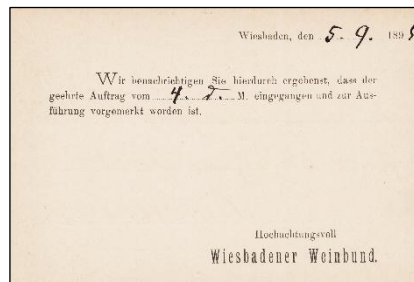 Wiesbaden, den 5. 9. 189
Wir benachrichtigen Sie hierdurch ergebenst, dass der
geehrte Auftrag vom 4. d. M. eingegangen und zur Aus-
führung vorgemerkt worden ist.
Hochachtungsvoll
Wiesbadener Weinbund.